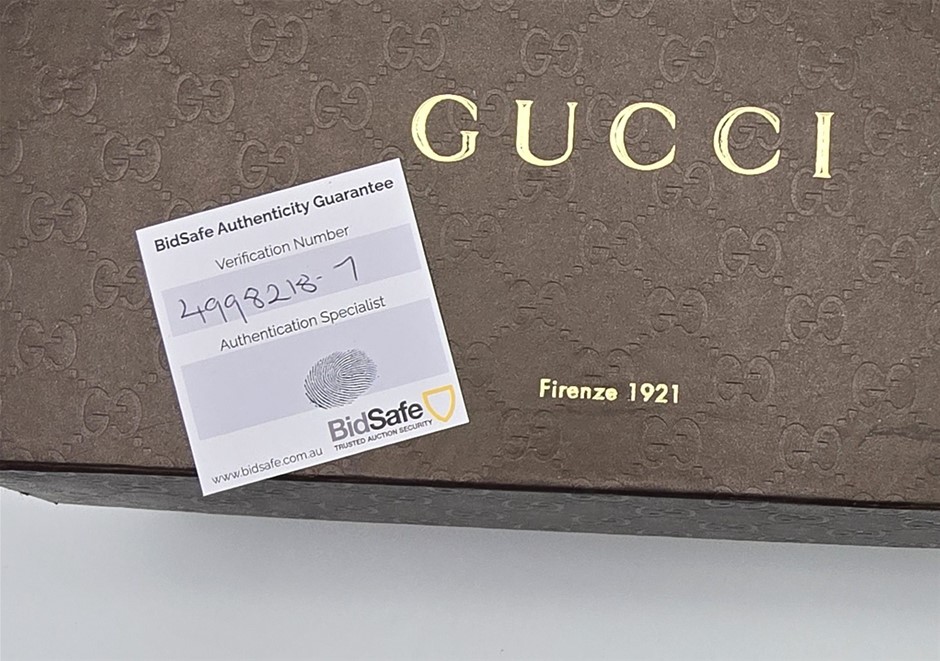 GUCCI
Firenze 1921
BidSafe Authenticity Guarantee
Verification Number
4998218-7
Authentication Specialist
BidSafe
TRUSTED AUCTION SECURITY
www.bidsafe.com.au